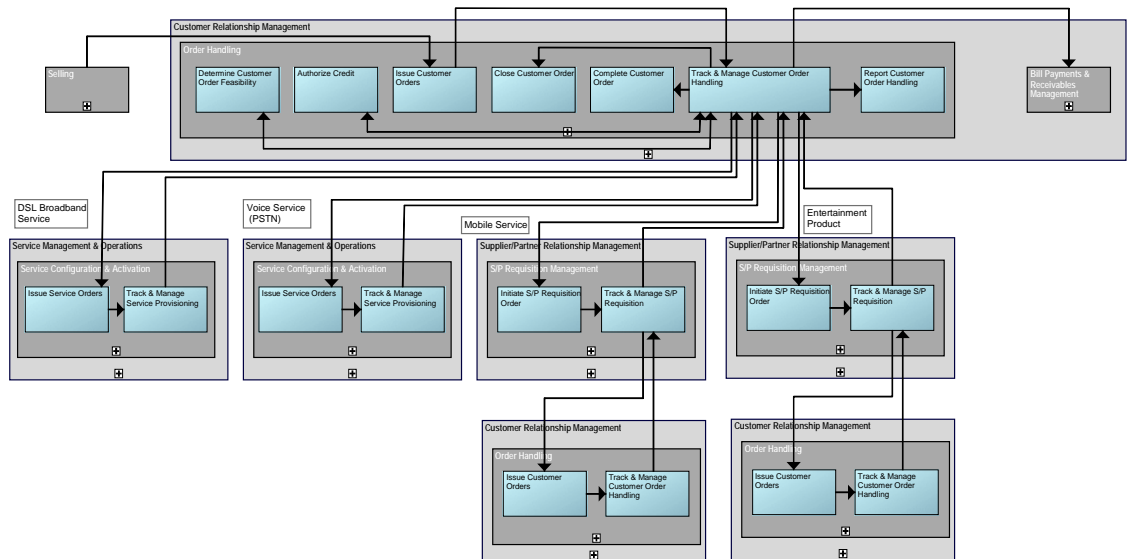 Customer Relationship Management
Order Handling
Selling
Determine Customer
Order Feasibility
Authorize Credit
Issue Customer
Orders
Close Customer Order
Complete Customer
Order
Track & Manage Customer Order
Handling
Report Customer
Order Handling
Bill Payments &
Receivables
Management
DSL Broadband
Service
Voice Service
(PSTN)
Mobile Service
Entertainment
Product
Service Management & Operations
Service Configuration & Activation
Issue Service Orders
Track & Manage
Service Provisioning
Service Management & Operations
Service Configuration & Activation
Issue Service Orders
Track & Manage
Service Provisioning
Supplier/Partner Relationship Management
S/P Requisition Management
Initiate S/P Requisition
Order
Track & Manage S/P
Requisition
Supplier/Partner Relationship Management
S/P Requisition Management
Initiate S/P Requisition
Order
Track & Manage S/P
Requisition
Customer Relationship Management
Order Handling
Issue Customer
Orders
Track & Manage
Customer Order
Handling
Customer Relationship Management
Order Handling
Issue Customer
Orders
Track & Manage
Customer Order
Handling